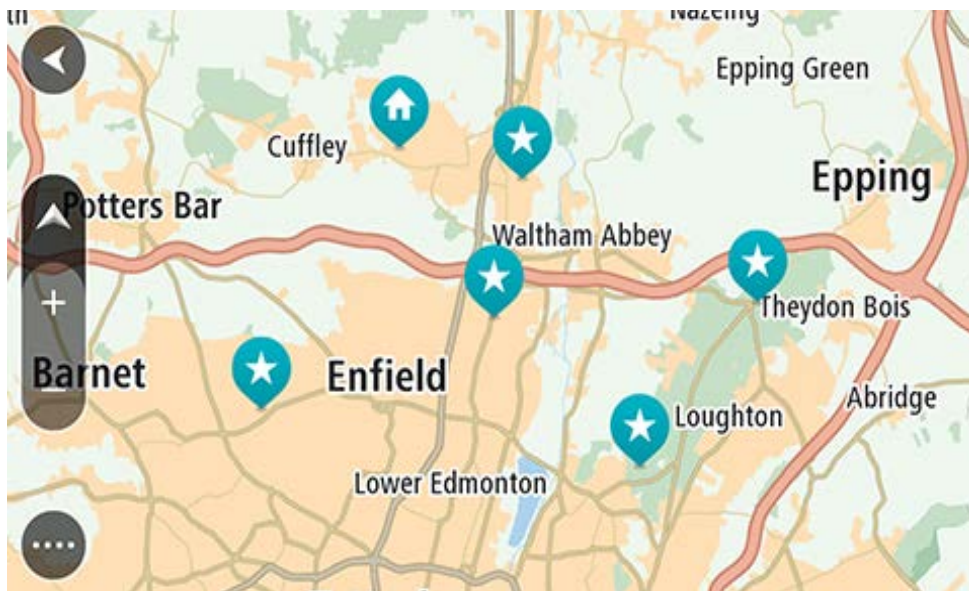 Nazeing
Epping Green
Cuffley
Epping
Potters Bar
Waltham Abbey
Theydon Bois
Barnet
Enfield
Abridge
Loughton
Lower Edmonton